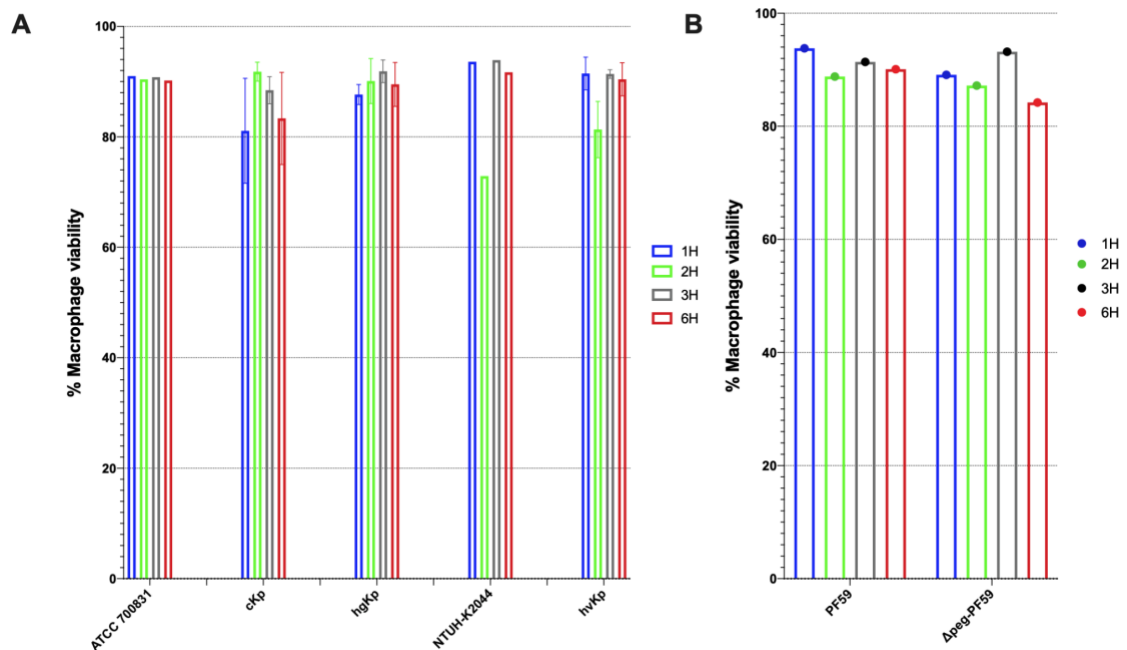 A
% Macrophage viability
100
80
60
40
20
0
ATCC 700831
cKp
hgKp
NTUH-K2044
hvKp
1H
2H
3H
6H
B
% Macrophage viability
100
80
60
40
20
0
PF59
Δpeg-PF59
1H
2H
3H
6H